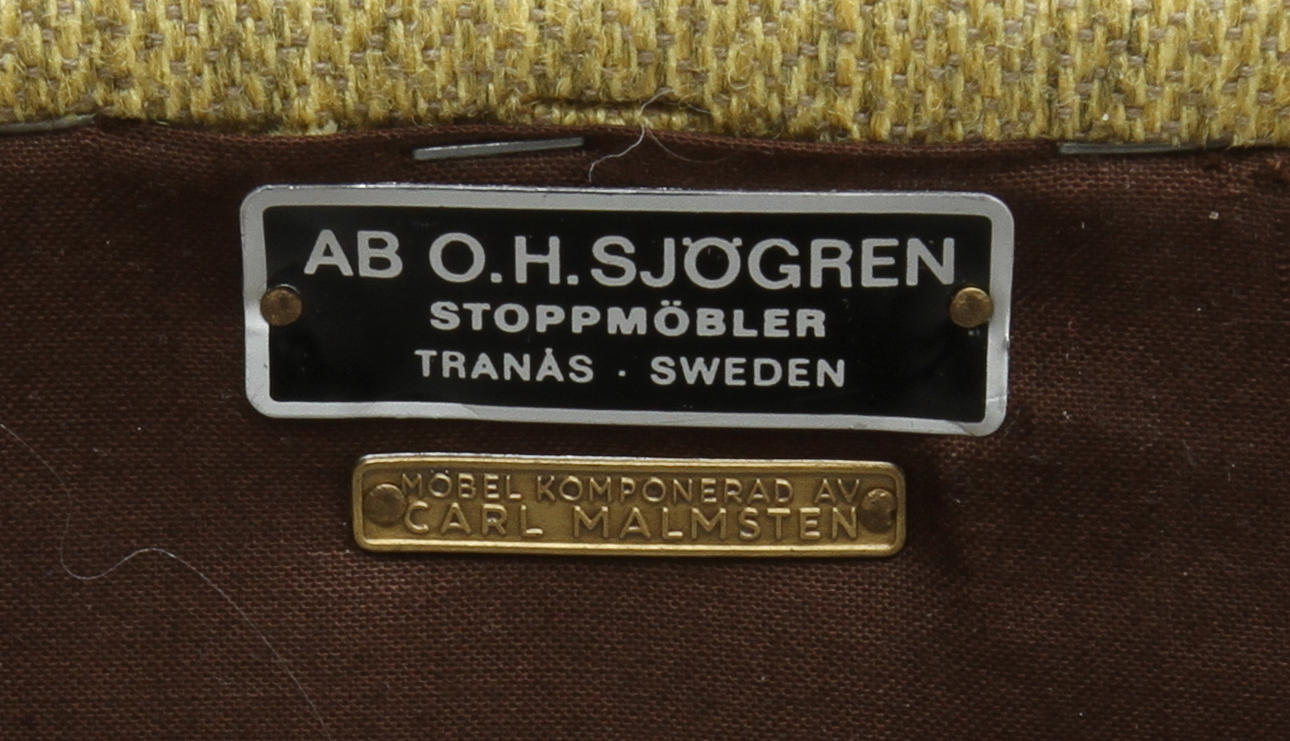 AB O.H.SJÖGREN
STOPPMÖBLER
TRANÅS · SWEDEN
MÖBEL KOMPONERAD AV
CARL MALMSTEN